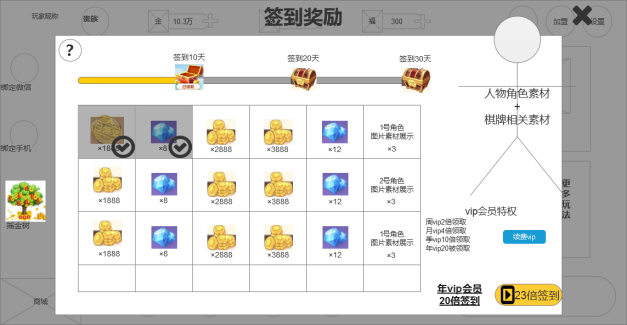 玩家昵称
集族
金 10.3万
签到奖励
福 300
加盟
设置
?
签到10天
签到20天
签到30天
绑定微信
人物角色素材
+
棋牌相关素材
×8
×2888
×3888
×12
1号角色
图片素材展示
×3
绑定手机
×1888
×8
×2888
×3888
×12
2号角色
图片素材展示
×3
更多玩法
摇金树
vip会员特权
周vip2倍领取
月vip4倍领取
季vip10倍领取
年vip20被领取
续费vip
×1888
×8
×2888
×3888
×12
1号角色
图片素材展示
×3
年vip会员
20倍签到
23倍签到
商城